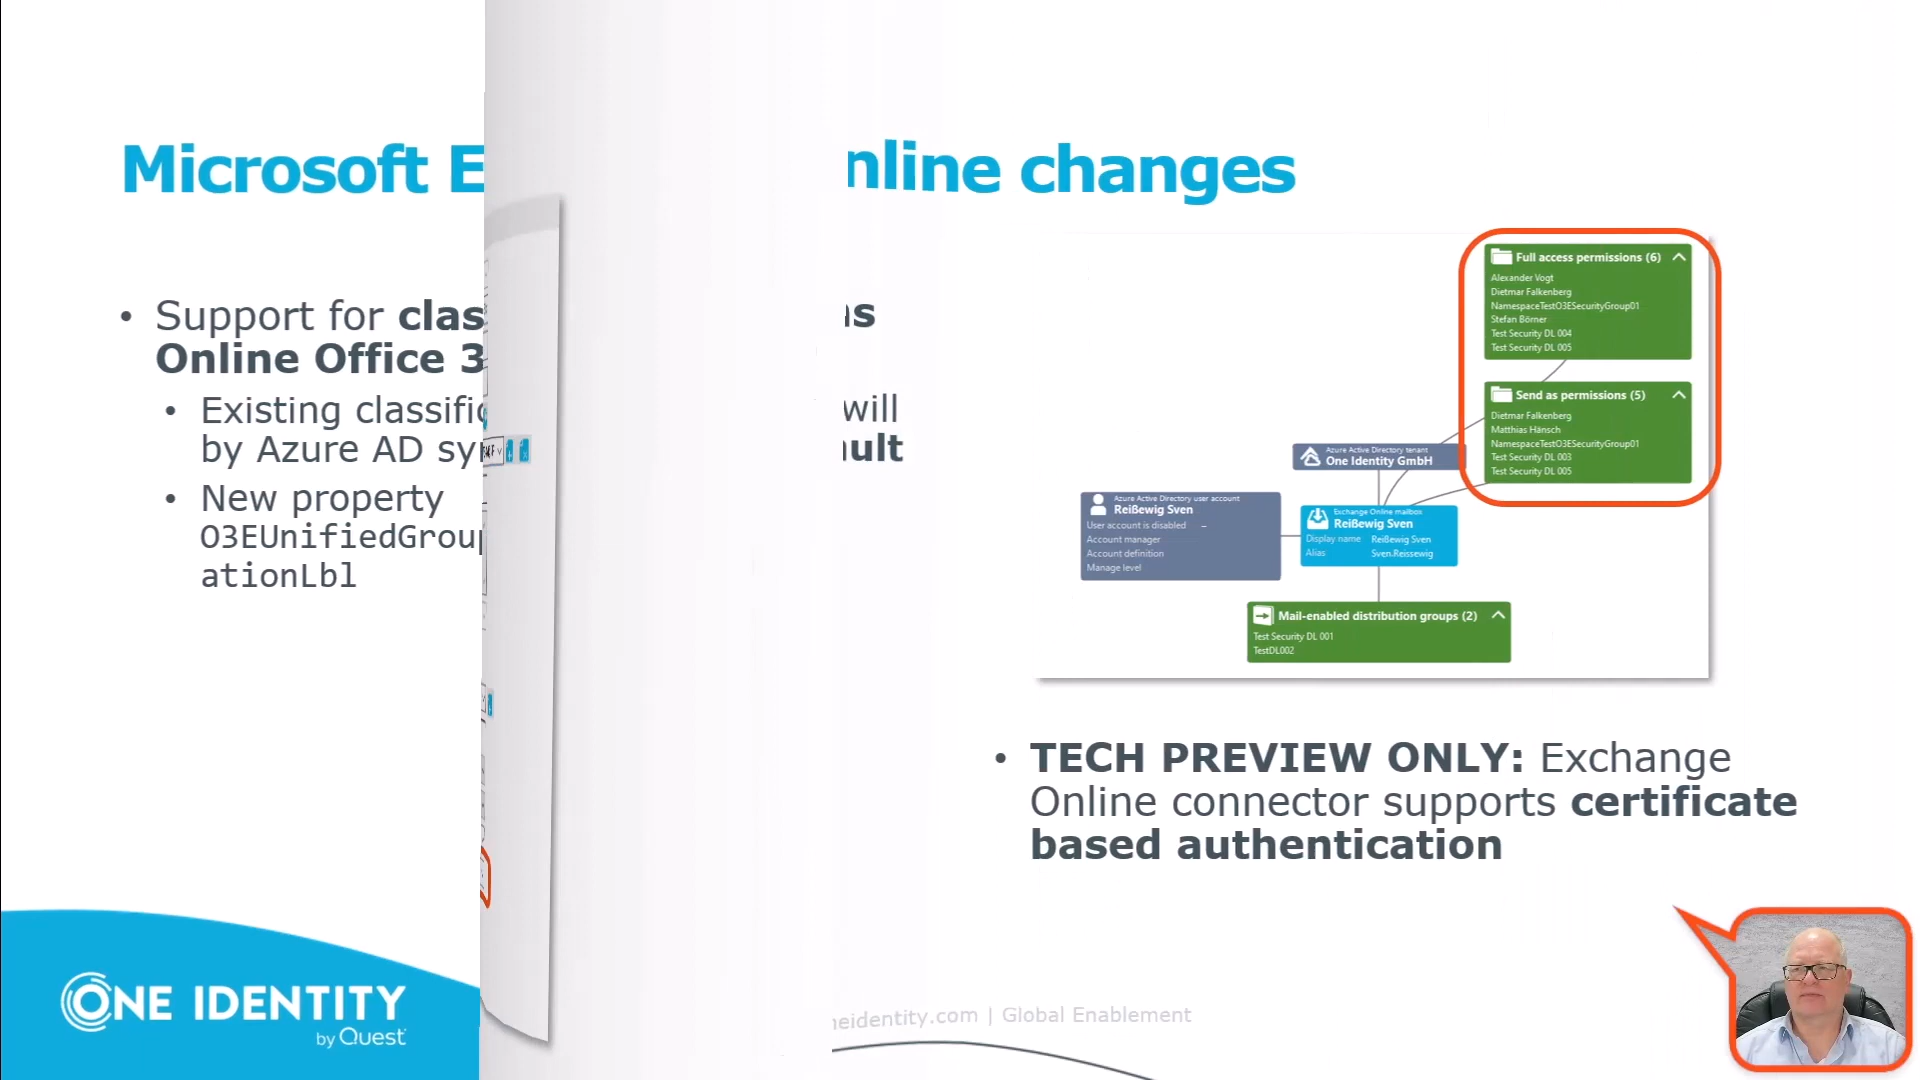 Microsoft E
nline changes
Support for clas
Online Office 3
Existing classific
by Azure AD sy
New property
O3EUnifiedGroup
ationLbl
will
ault
Full access permissions (6)
Alexander Vogt
Dietmar Falkenberg
NamespaceTestO3ESecurityGroup01
Stefan Börner
Test Security DL 004
Test Security DL 005
Send as permissions (5)
Dietmar Falkenberg
Matthias Hänsch
NamespaceTestO3ESecurityGroup01
Test Security DL 003
Test Security DL 005
Azure Active Directory tenant
One Identity GmbH
Azure Active Directory user account
Reißewig Sven
User account is disabled –
Account manager
Account definition
Manage level
Exchange Online mailbox
Reißewig Sven
Display name Reißewig Sven
Alias Sven.Reissewig
Mail-enabled distribution groups (2)
Test Security DL 001
TestDL002
TECH PREVIEW ONLY: Exchange
Online connector supports certificate
based authentication
ONE IDENTITY
by Quest
neidentity.com | Global Enablement